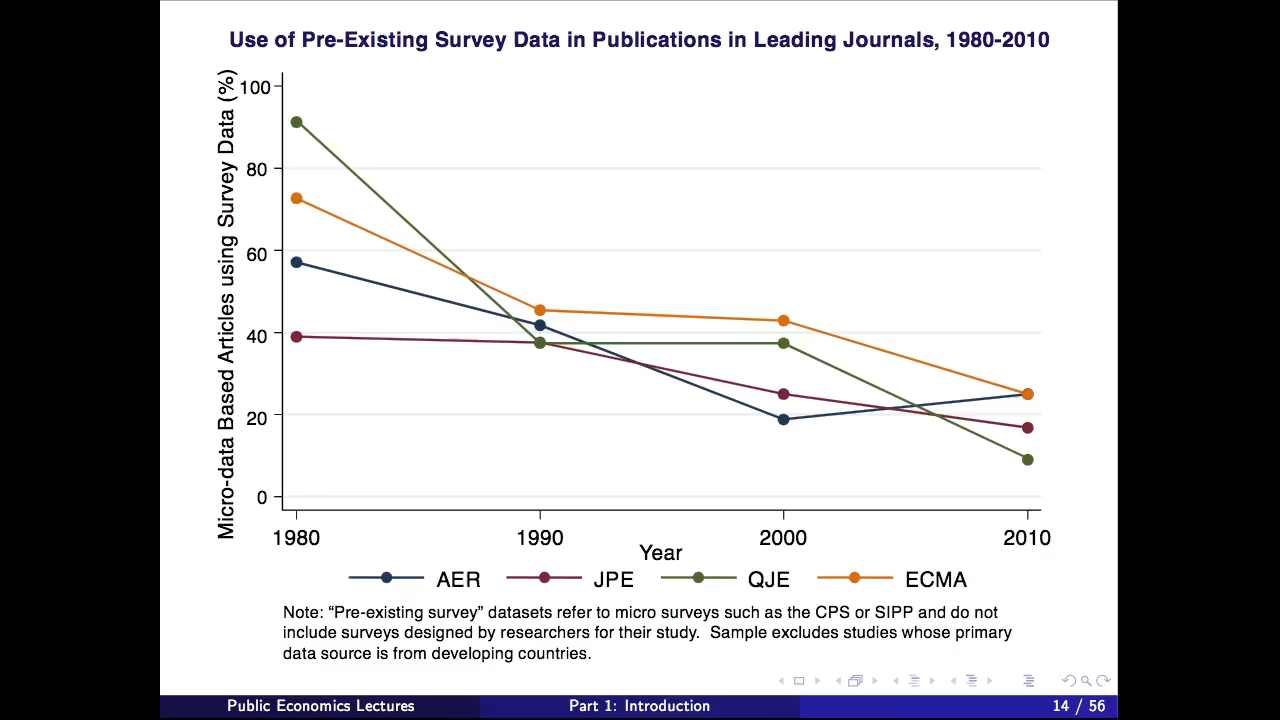 Use of Pre-Existing Survey Data in Publications in Leading Journals, 1980-2010
Micro-data Based Articles using Survey Data (%)
100
80
60
40
20
0
1980 1990 2000 2010
Year
AER JPE QJE ECMA
Note: “Pre-existing survey” datasets refer to micro surveys such as the CPS or SIPP and do not
include surveys designed by researchers for their study. Sample excludes studies whose primary
data source is from developing countries.
Public Economics Lectures Part 1: Introduction 14 / 56